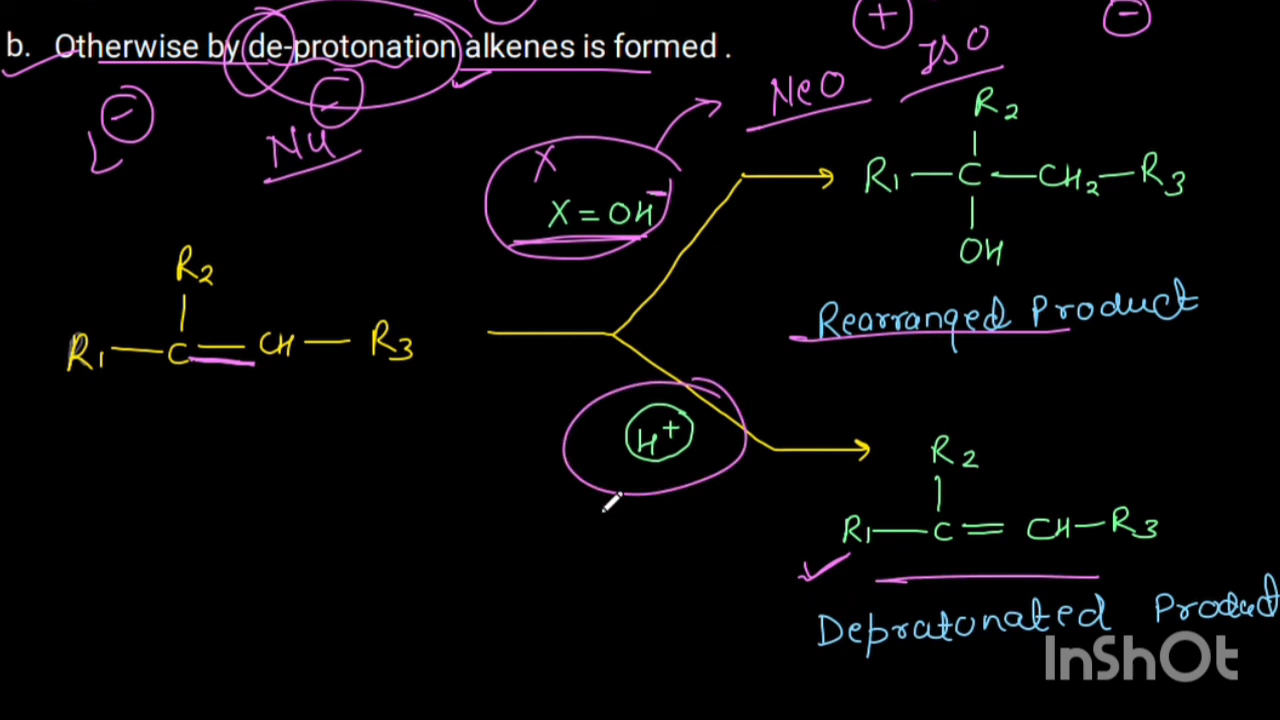 + −
b. Otherwise by de-protonation alkenes is formed .
− Nu − NeO ISO
L
X
X = OH−
R2
R1—C—CH2—R3
OH
Rearranged Product
R2
R1—C=CH—R3
H+
R2
R1—C=CH—R3
Depratonated Product
InShOt